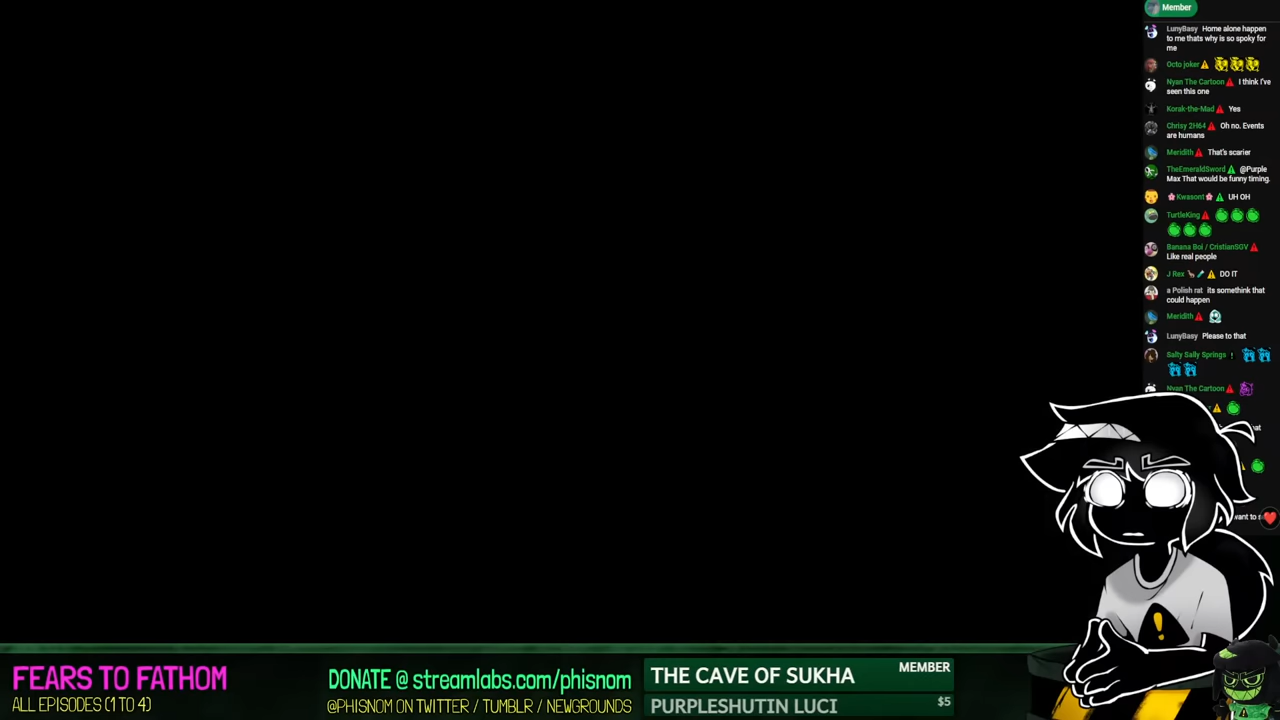 Member
LunyBasy Home alone happen
to me thats why is so spoky for
me
Octo joker
Nyan The Cartoon I think I've
seen this one
Korak-the-Mad Yes
Chrisy 2H64 Oh no. Events
are humans
Meridith That's scarier
TheEmeraldSword @Purple
Max That would be funny timing.
Kwasont UH OH
TurtleKing
Banana Boi / CristianSGV
Like real people
J Rex DO IT
a Polish rat its somethink that
could happen
Meridith
LunyBasy Please to that
Salty Sally Springs
Nyan The Cartoon
FEARS TO FATHOM
ALL EPISODES (1 TO 4)
DONATE @ streamlabs.com/phisnom
@PHISNOM ON TWITTER / TUMBLR / NEWGROUNDS
THE CAVE OF SUKHA MEMBER
PURPLESHUTIN LUCI $5